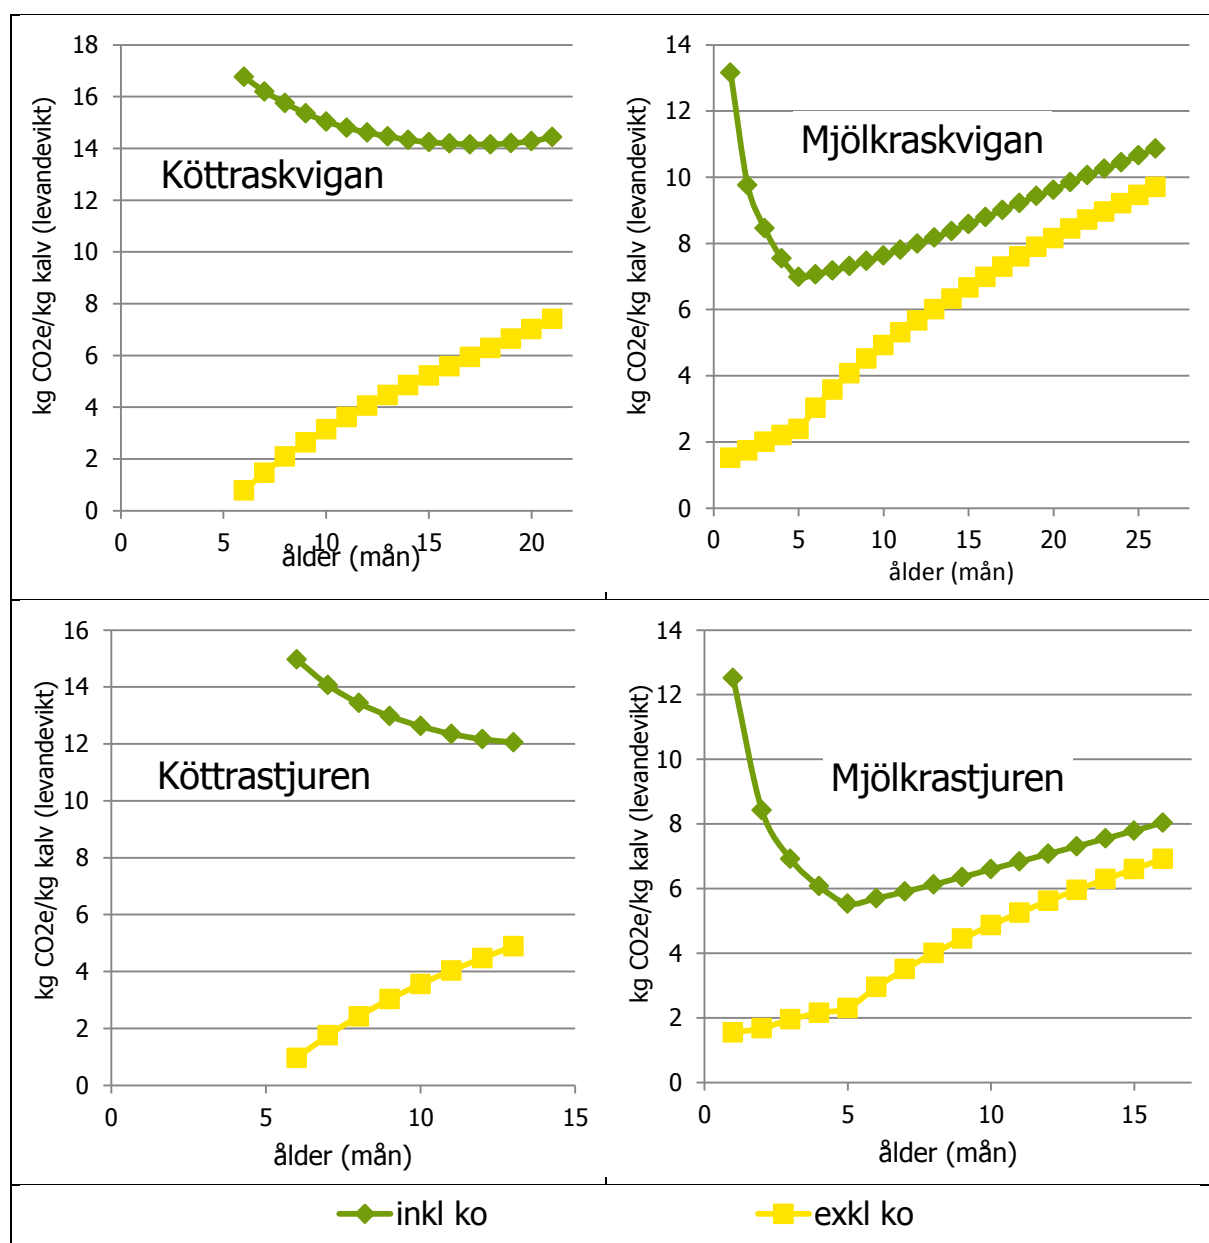 18
16
14
12
10
8
6
4
2
0
0 5 10 15 20
kg CO2e/kg kalv (levandevikt)
ålder (mån)
Köttraskvigan
14
12
10
8
6
4
2
0
0 5 10 15 20 25
kg CO2e/kg kalv (levandevikt)
ålder (mån)
Mjölkraskvigan
16
14
12
10
8
6
4
2
0
0 5 10 15
kg CO2e/kg kalv (levandevikt)
ålder (mån)
Köttrastjuren
14
12
10
8
6
4
2
0
0 5 10 15
kg CO2e/kg kalv (levandevikt)
ålder (mån)
Mjölkrastjuren
inkl ko exkl ko